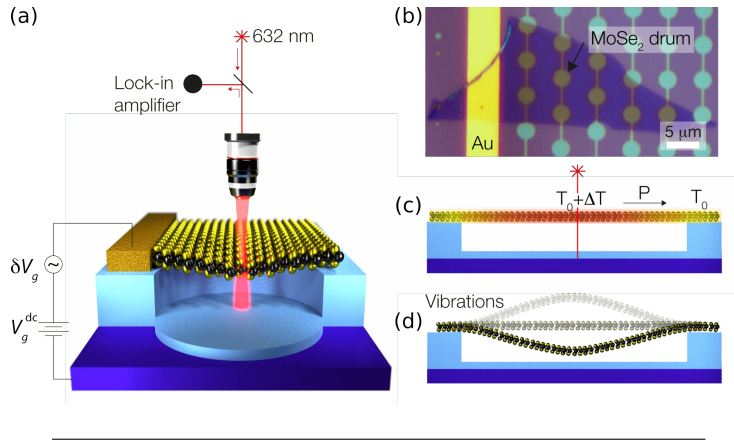 (a)
632 nm
Lock-in
amplifier
δV_g
~
V_g^dc
(b)
MoSe₂ drum
Au
5 μm
(c)
T₀+ΔT
P
T₀
(d)
Vibrations